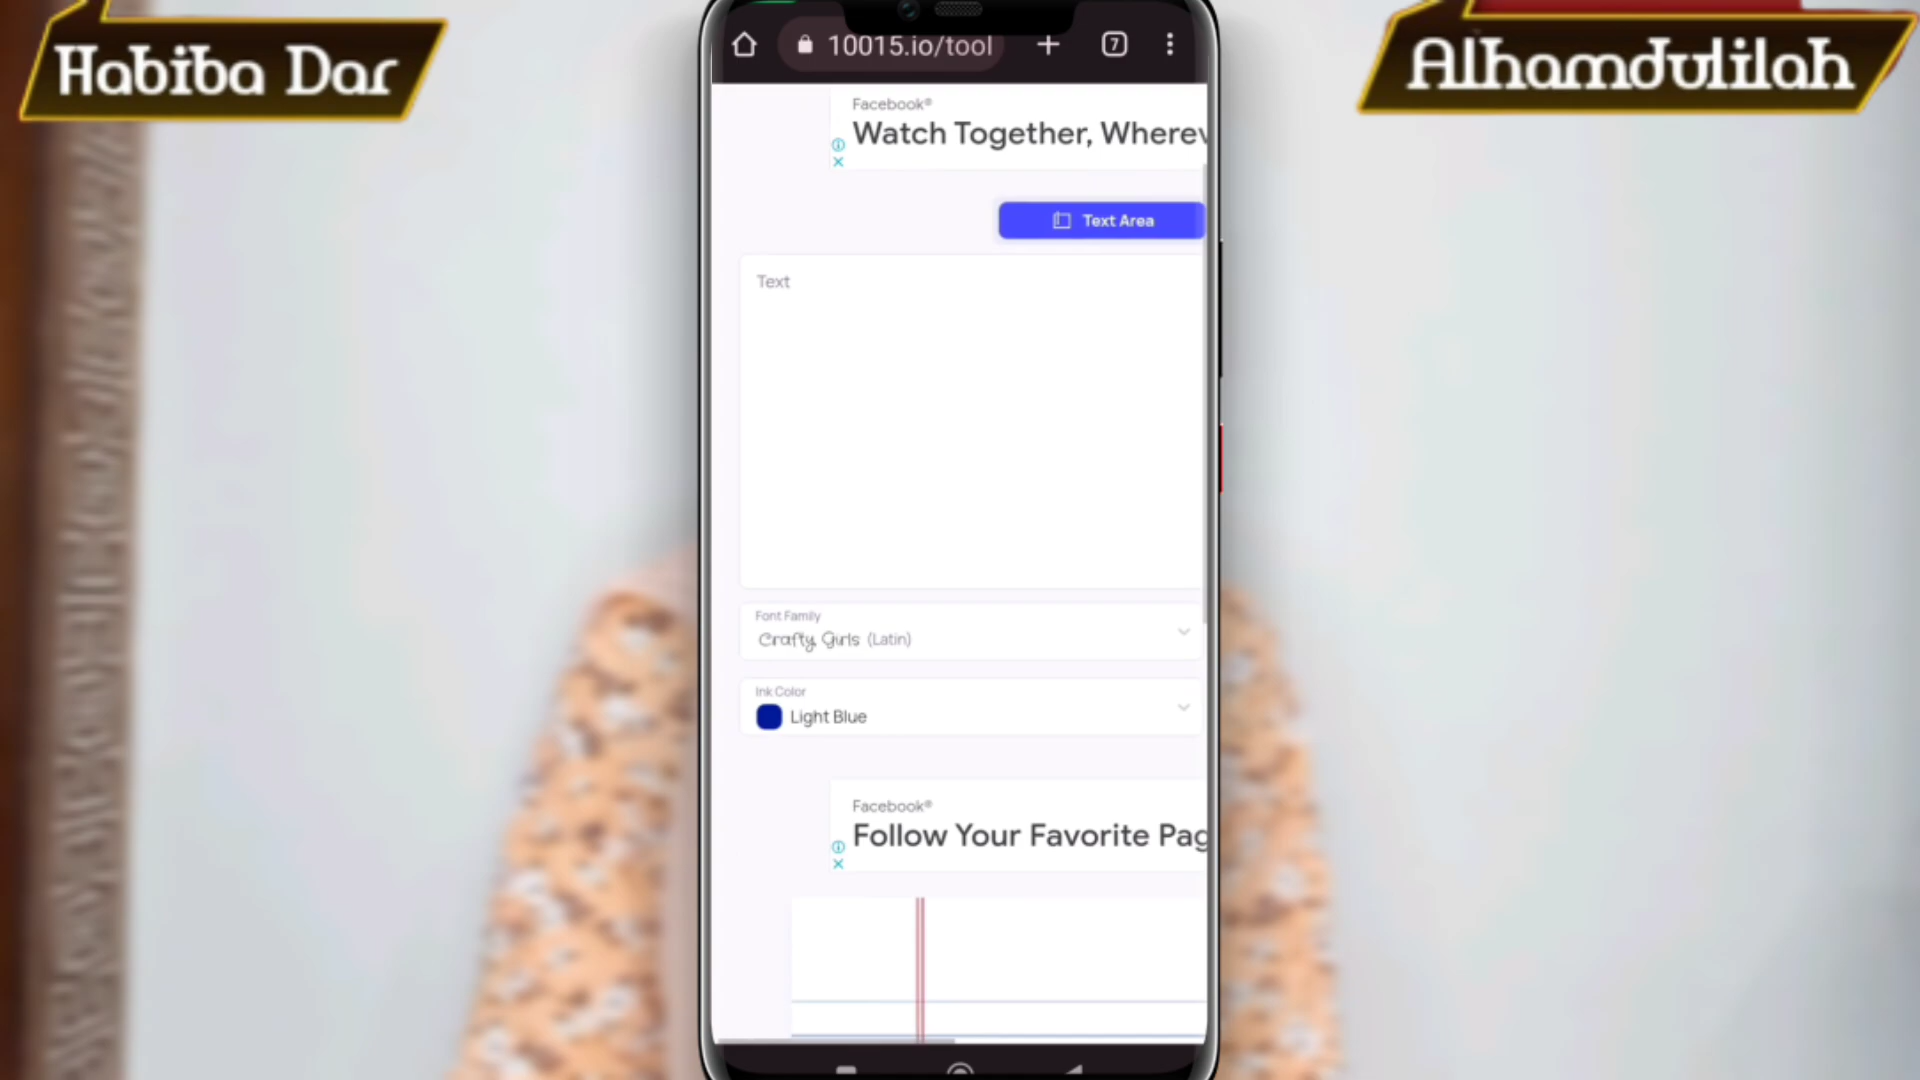 Habiba Dar
Alhamdulilah
10015.io/tool
7
Facebook®
Watch Together, Wherev
Text Area
Text
Font Family
Crafty Girls (Latin)
Ink Color
Light Blue
Facebook®
Follow Your Favorite Pag